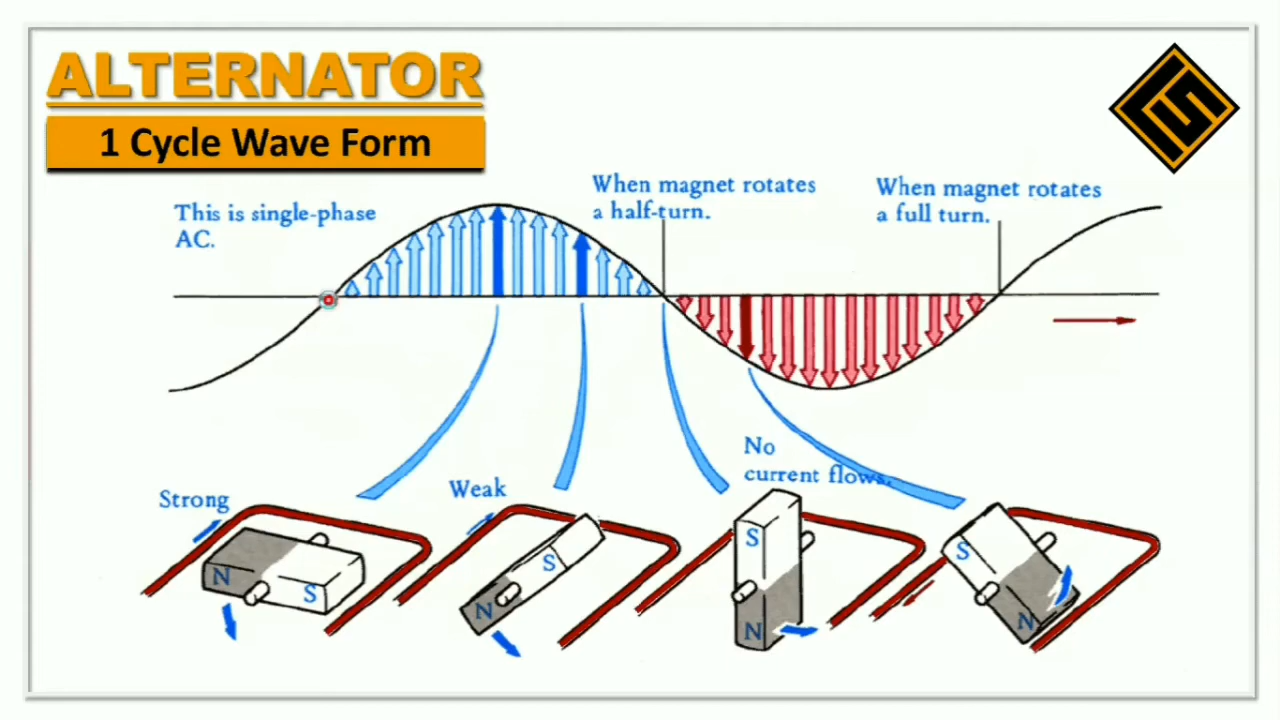 ALTERNATOR
1 Cycle Wave Form
This is single-phase
AC.
When magnet rotates
a half-turn.
When magnet rotates
a full turn.
No
current flows.
Strong
Weak
N
S
N
S
S
N
S
N